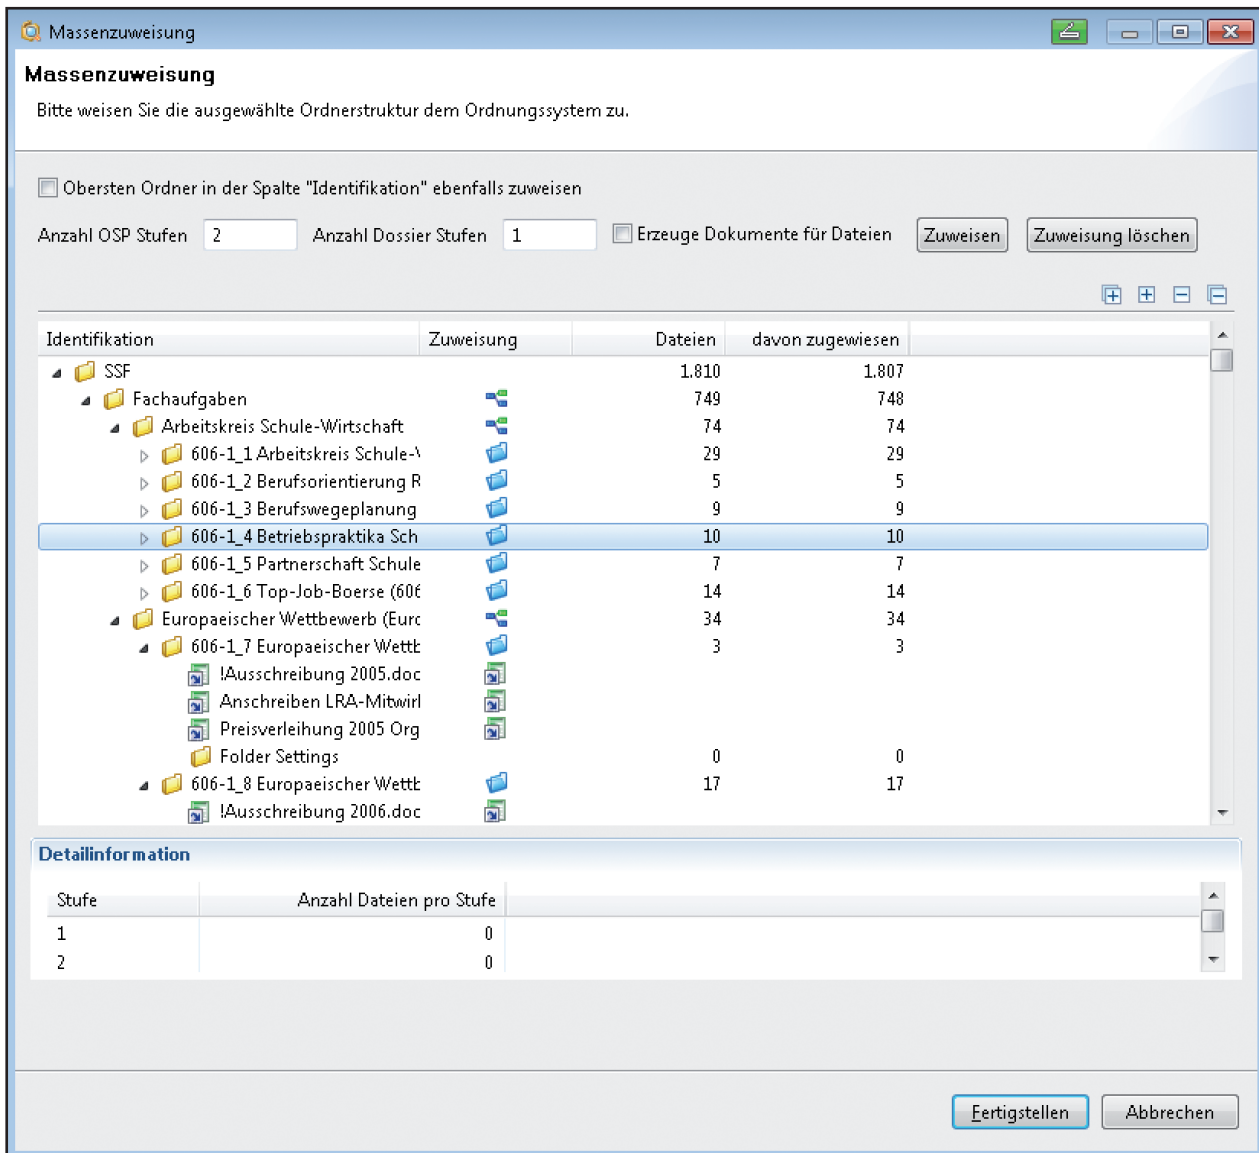 Massenzuweisung
Massenzuweisung
Bitte weisen Sie die ausgewählte Ordnerstruktur dem Ordnungssystem zu.
Obersten Ordner in der Spalte "Identifikation" ebenfalls zuweisen
Anzahl OSP Stufen 2 Anzahl Dossier Stufen 1 Erzeuge Dokumente für Dateien Zuweisen Zuweisung löschen
Identifikation Zuweisung Dateien davon zugewiesen
SSF 1.810 1.807
Fachaufgaben 749 748
Arbeitskreis Schule-Wirtschaft 74 74
606-1_1 Arbeitskreis Schule- 29 29
606-1_2 Berufsorientierung R 5 5
606-1_3 Berufswegeplanung 9 9
606-1_4 Betriebspraktika Sch 10 10
606-1_5 Partnerschaft Schule 7 7
606-1_6 Top-Job-Boerse (606 14 14
Europaeischer Wettbewerb (Euro 34 34
606-1_7 Europaeischer Wettb 3 3
!Ausschreibung 2005.doc
Anschreiben LRA-Mitwirl
Preisverleihung 2005 Org
Folder Settings 0 0
606-1_8 Europaeischer Wettb 17 17
!Ausschreibung 2006.doc
Detailinformation
Stufe Anzahl Dateien pro Stufe
1 0
2 0
Fertigstellen Abbrechen